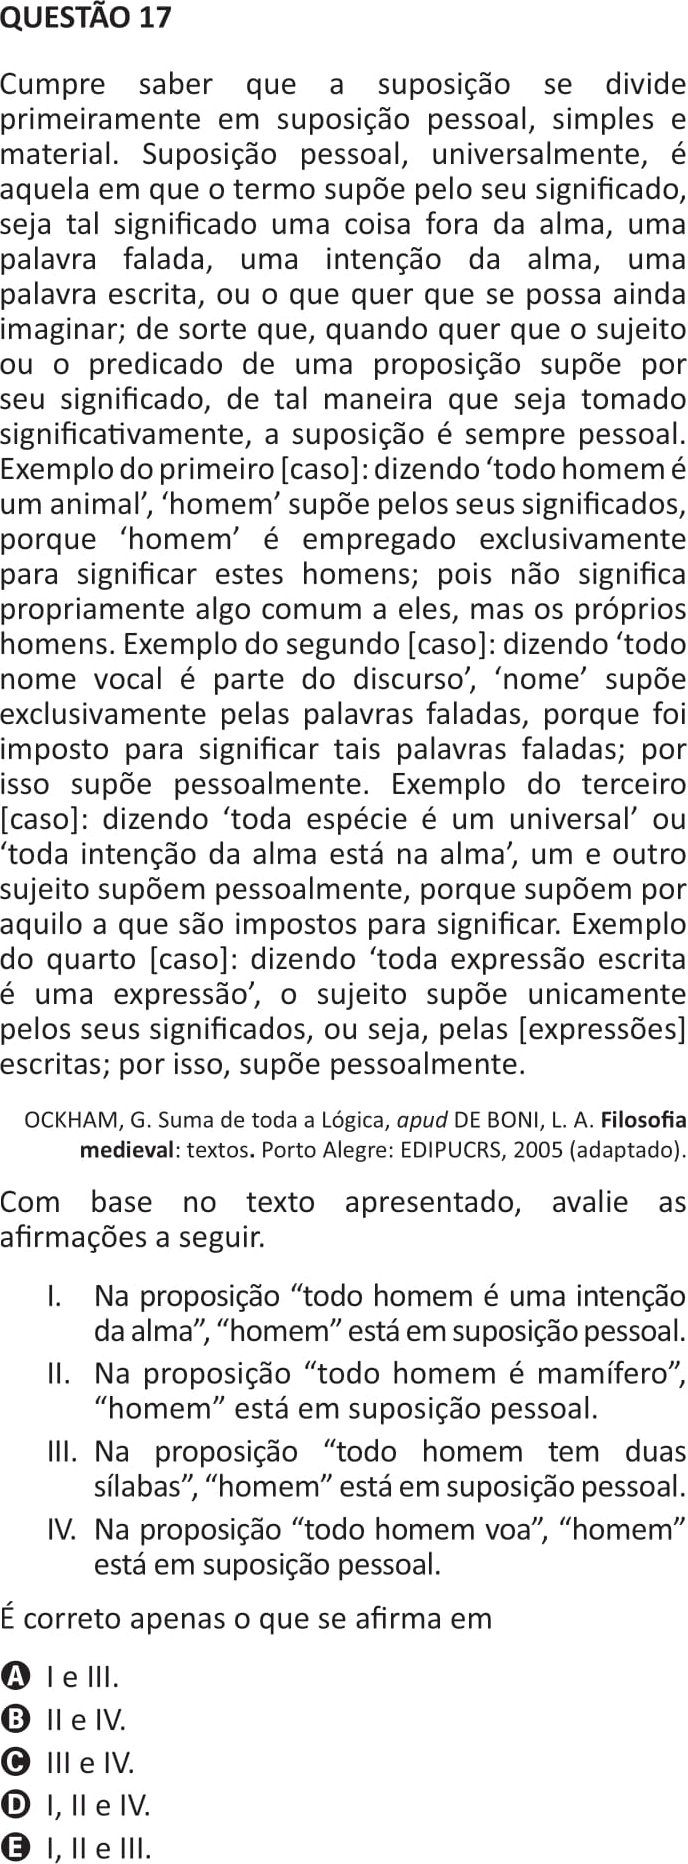 QUESTÃO 17
Cumpre saber que a suposição se divide
primeiramente em suposição pessoal, simples e
material. Suposição pessoal, universalmente, é
aquela em que o termo supõe pelo seu significado,
seja tal significado uma coisa fora da alma, uma
palavra falada, uma intenção da alma, uma
palavra escrita, ou o que quer que se possa ainda
imaginar; de sorte que, quando quer que o sujeito
ou o predicado de uma proposição supõe por
seu significado, de tal maneira que seja tomado
significativamente, a suposição é sempre pessoal.
Exemplo do primeiro [caso]: dizendo ‘todo homem é
um animal’, ‘homem’ supõe pelos seus significados,
porque ‘homem’ é empregado exclusivamente
para significar estes homens; pois não significa
propriamente algo comum a eles, mas os próprios
homens. Exemplo do segundo [caso]: dizendo ‘todo
nome vocal é parte do discurso’, ‘nome’ supõe
exclusivamente pelas palavras faladas, porque foi
imposto para significar tais palavras faladas; por
isso supõe pessoalmente. Exemplo do terceiro
[caso]: dizendo ‘toda espécie é um universal’ ou
‘toda intenção da alma está na alma’, um e outro
sujeito supõem pessoalmente, porque supõem por
aquilo a que são impostos para significar. Exemplo
do quarto [caso]: dizendo ‘toda expressão escrita
é uma expressão’, o sujeito supõe unicamente
pelos seus significados, ou seja, pelas [expressões]
escritas; por isso, supõe pessoalmente.
OCKHAM, G. Suma de toda a Lógica, apud DE BONI, L. A. Filosofia
medieval: textos. Porto Alegre: EDIPUCRS, 2005 (adaptado).
Com base no texto apresentado, avalie as
afirmações a seguir.
I. Na proposição “todo homem é uma intenção
da alma”, “homem” está em suposição pessoal.
II. Na proposição “todo homem é mamífero”,
“homem” está em suposição pessoal.
III. Na proposição “todo homem tem duas
sílabas”, “homem” está em suposição pessoal.
IV. Na proposição “todo homem voa”, “homem”
está em suposição pessoal.
É correto apenas o que se afirma em
A I e III.
B II e IV.
C III e IV.
D I, II e IV.
E I, II e III.